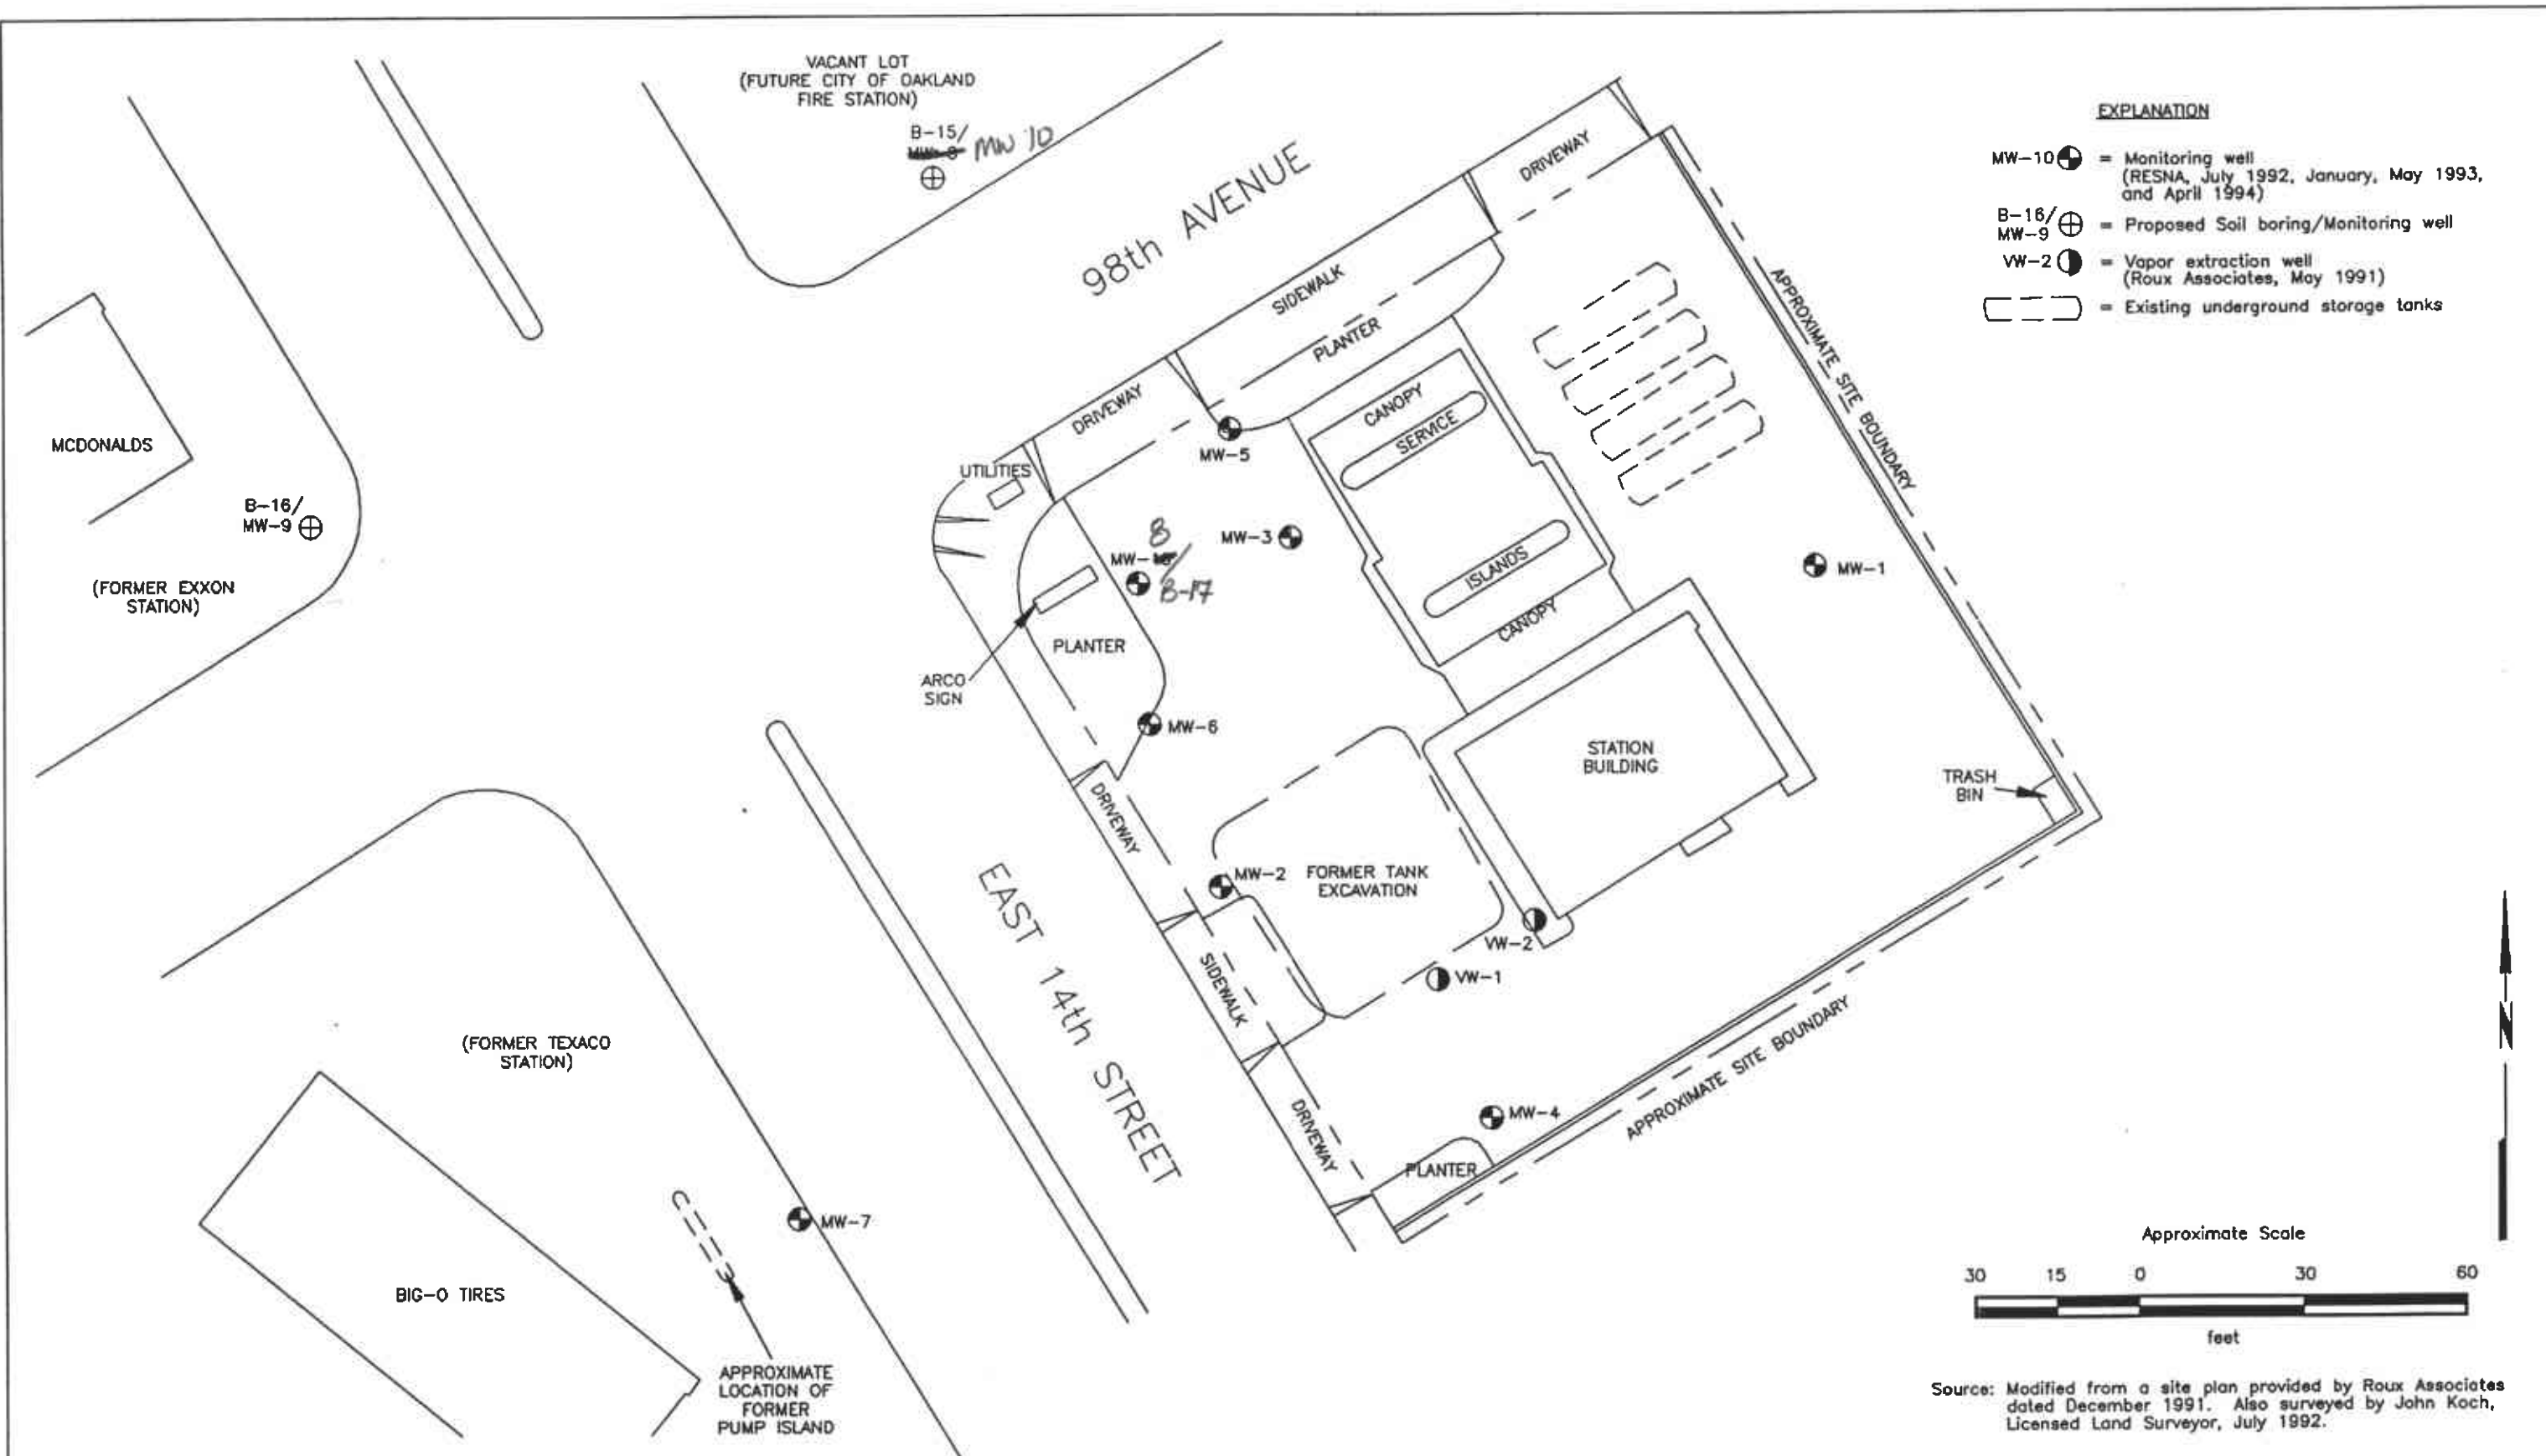 VACANT LOT
(FUTURE CITY OF OAKLAND
FIRE STATION)
B-15/
MW 10
98th AVENUE
DRIVEWAY
SIDEWALK
PLANTER
DRIVEWAY
UTILITIES
CANOPY
SERVICE
ISLANDS
CANOPY
MW-5
MW-3
8
MW-
B-17
MW-1
MCDONALDS
B-16/
MW-9
(FORMER EXXON
STATION)
ARCO
SIGN
PLANTER
MW-6
DRIVEWAY
STATION
BUILDING
TRASH
BIN
APPROXIMATE SITE BOUNDARY
MW-2
FORMER TANK
EXCAVATION
VW-2
VW-1
SIDEWALK
EAST 14th STREET
APPROXIMATE SITE BOUNDARY
MW-4
DRIVEWAY
PLANTER
(FORMER TEXACO
STATION)
MW-7
BIG-O TIRES
APPROXIMATE
LOCATION OF
FORMER
PUMP ISLAND
EXPLANATION
MW-10 = Monitoring well
(RESNA, July 1992, January, May 1993,
and April 1994)
B-16/
MW-9 = Proposed Soil boring/Monitoring well
VW-2 = Vapor extraction well
(Roux Associates, May 1991)
= Existing underground storage tanks
N
Approximate Scale
30 15 0 30 60
feet
Source: Modified from a site plan provided by Roux Associates
dated December 1991. Also surveyed by John Koch,
Licensed Land Surveyor, July 1992.